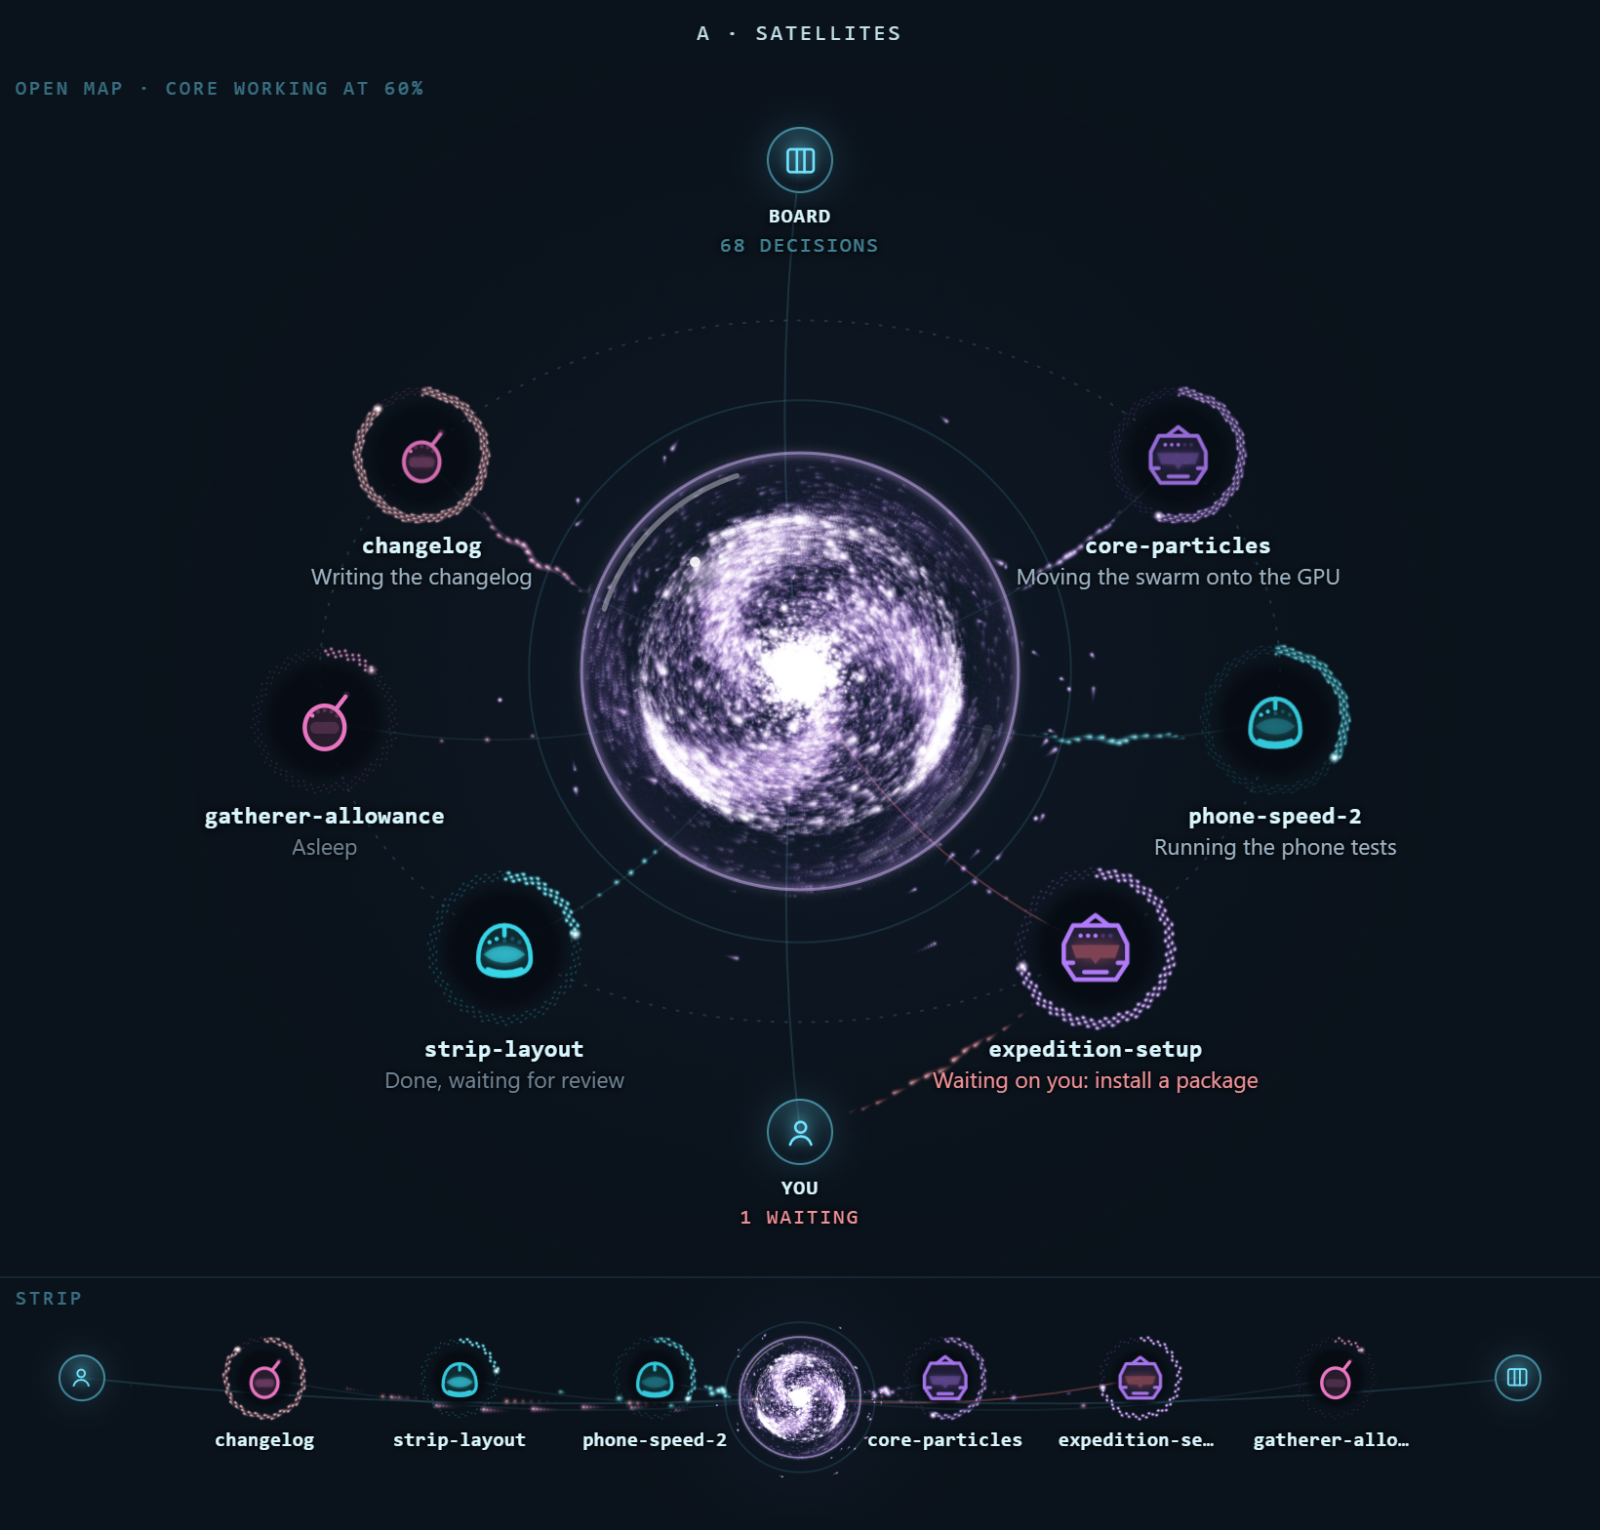 A · SATELLITES
OPEN MAP · CORE WORKING AT 60%
BOARD
68 DECISIONS
changelog
Writing the changelog
core-particles
Moving the swarm onto the GPU
gatherer-allowance
Asleep
phone-speed-2
Running the phone tests
strip-layout
Done, waiting for review
expedition-setup
Waiting on you: install a package
YOU
1 WAITING
STRIP
changelog
strip-layout
phone-speed-2
core-particles
expedition-se…
gatherer-allo…